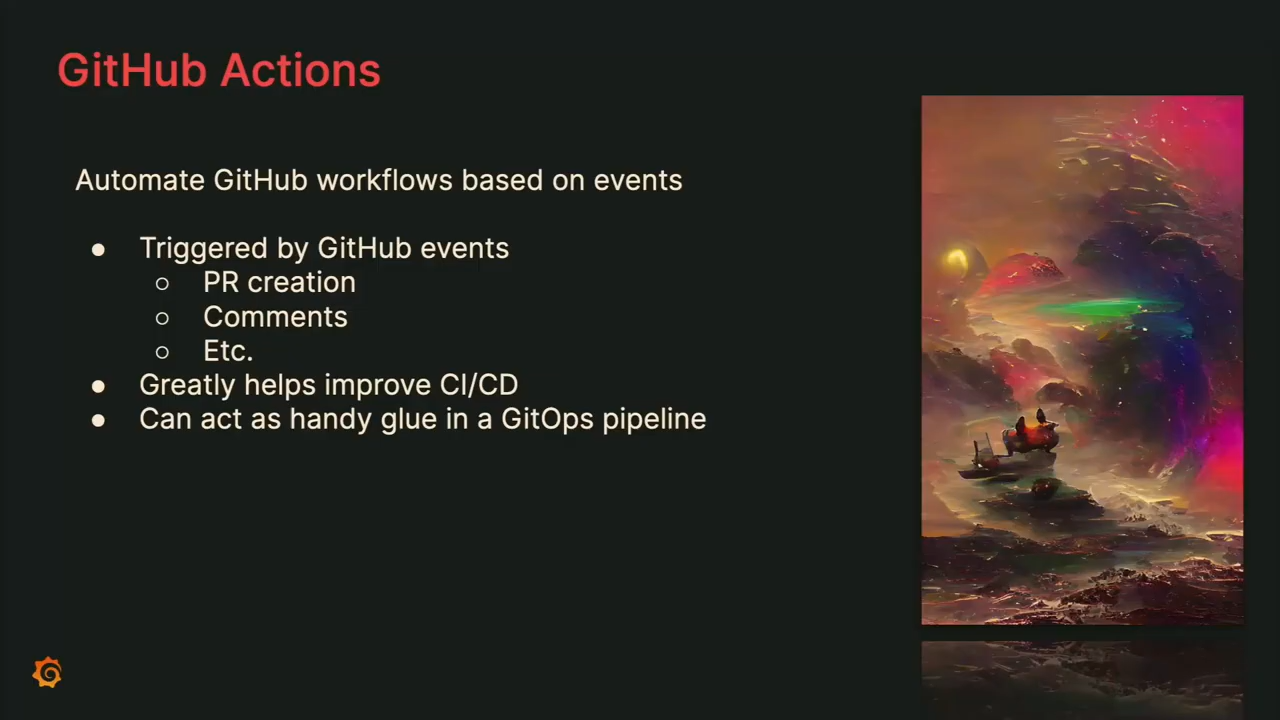 GitHub Actions
Automate GitHub workflows based on events
● Triggered by GitHub events
○ PR creation
○ Comments
○ Etc.
● Greatly helps improve CI/CD
● Can act as handy glue in a GitOps pipeline